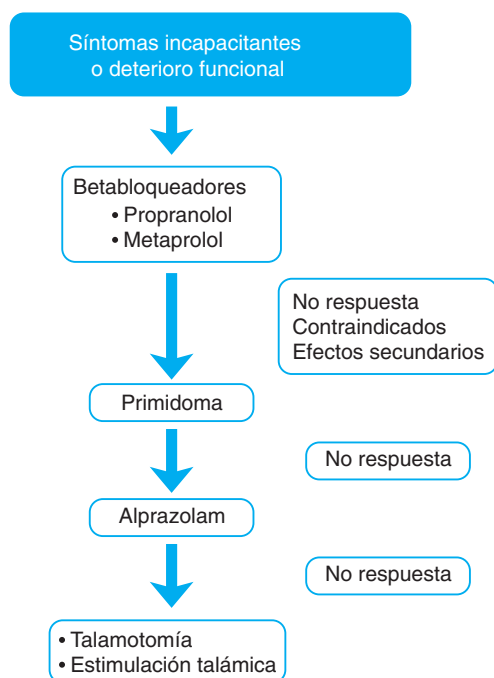 Síntomas incapacitantes
o deterioro funcional
Betabloqueadores
• Propranolol
• Metaprolol
No respuesta
Contraindicados
Efectos secundarios
Primidoma
No respuesta
Alprazolam
No respuesta
• Talamotomía
• Estimulación talámica